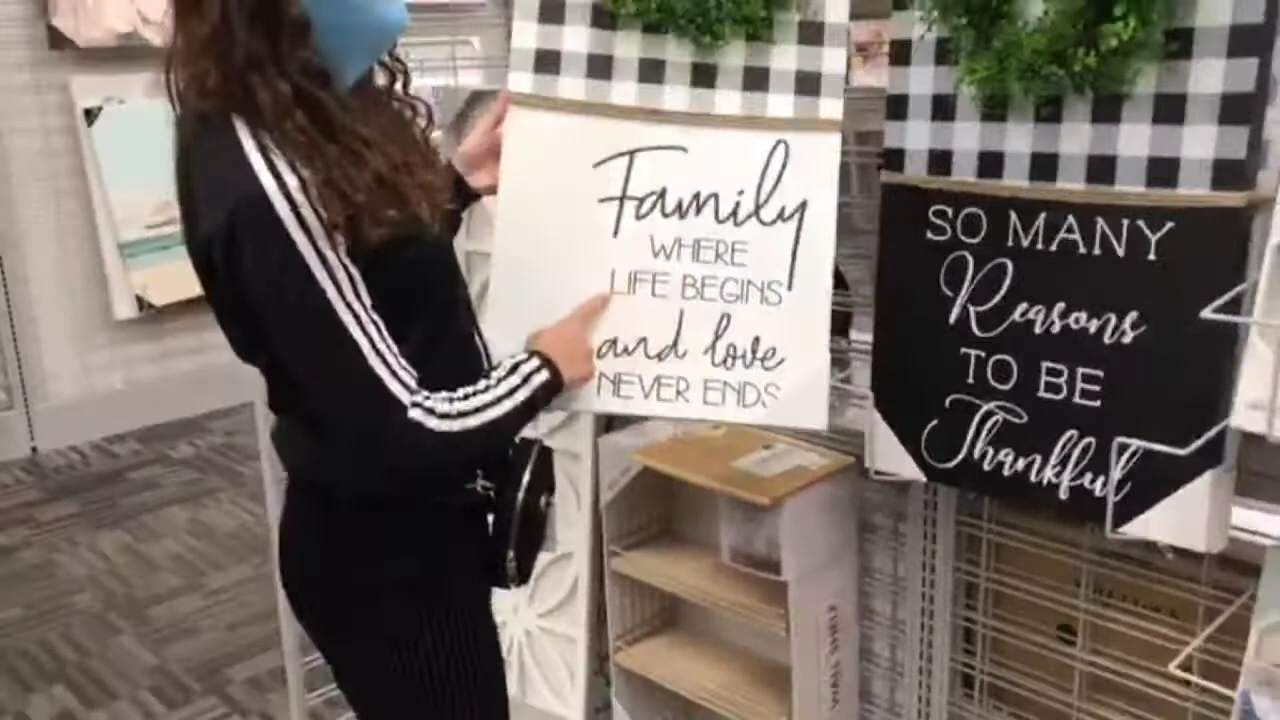 Family
WHERE
LIFE BEGINS
and love
NEVER ENDS
SO MANY
Reasons
TO BE
Thankful